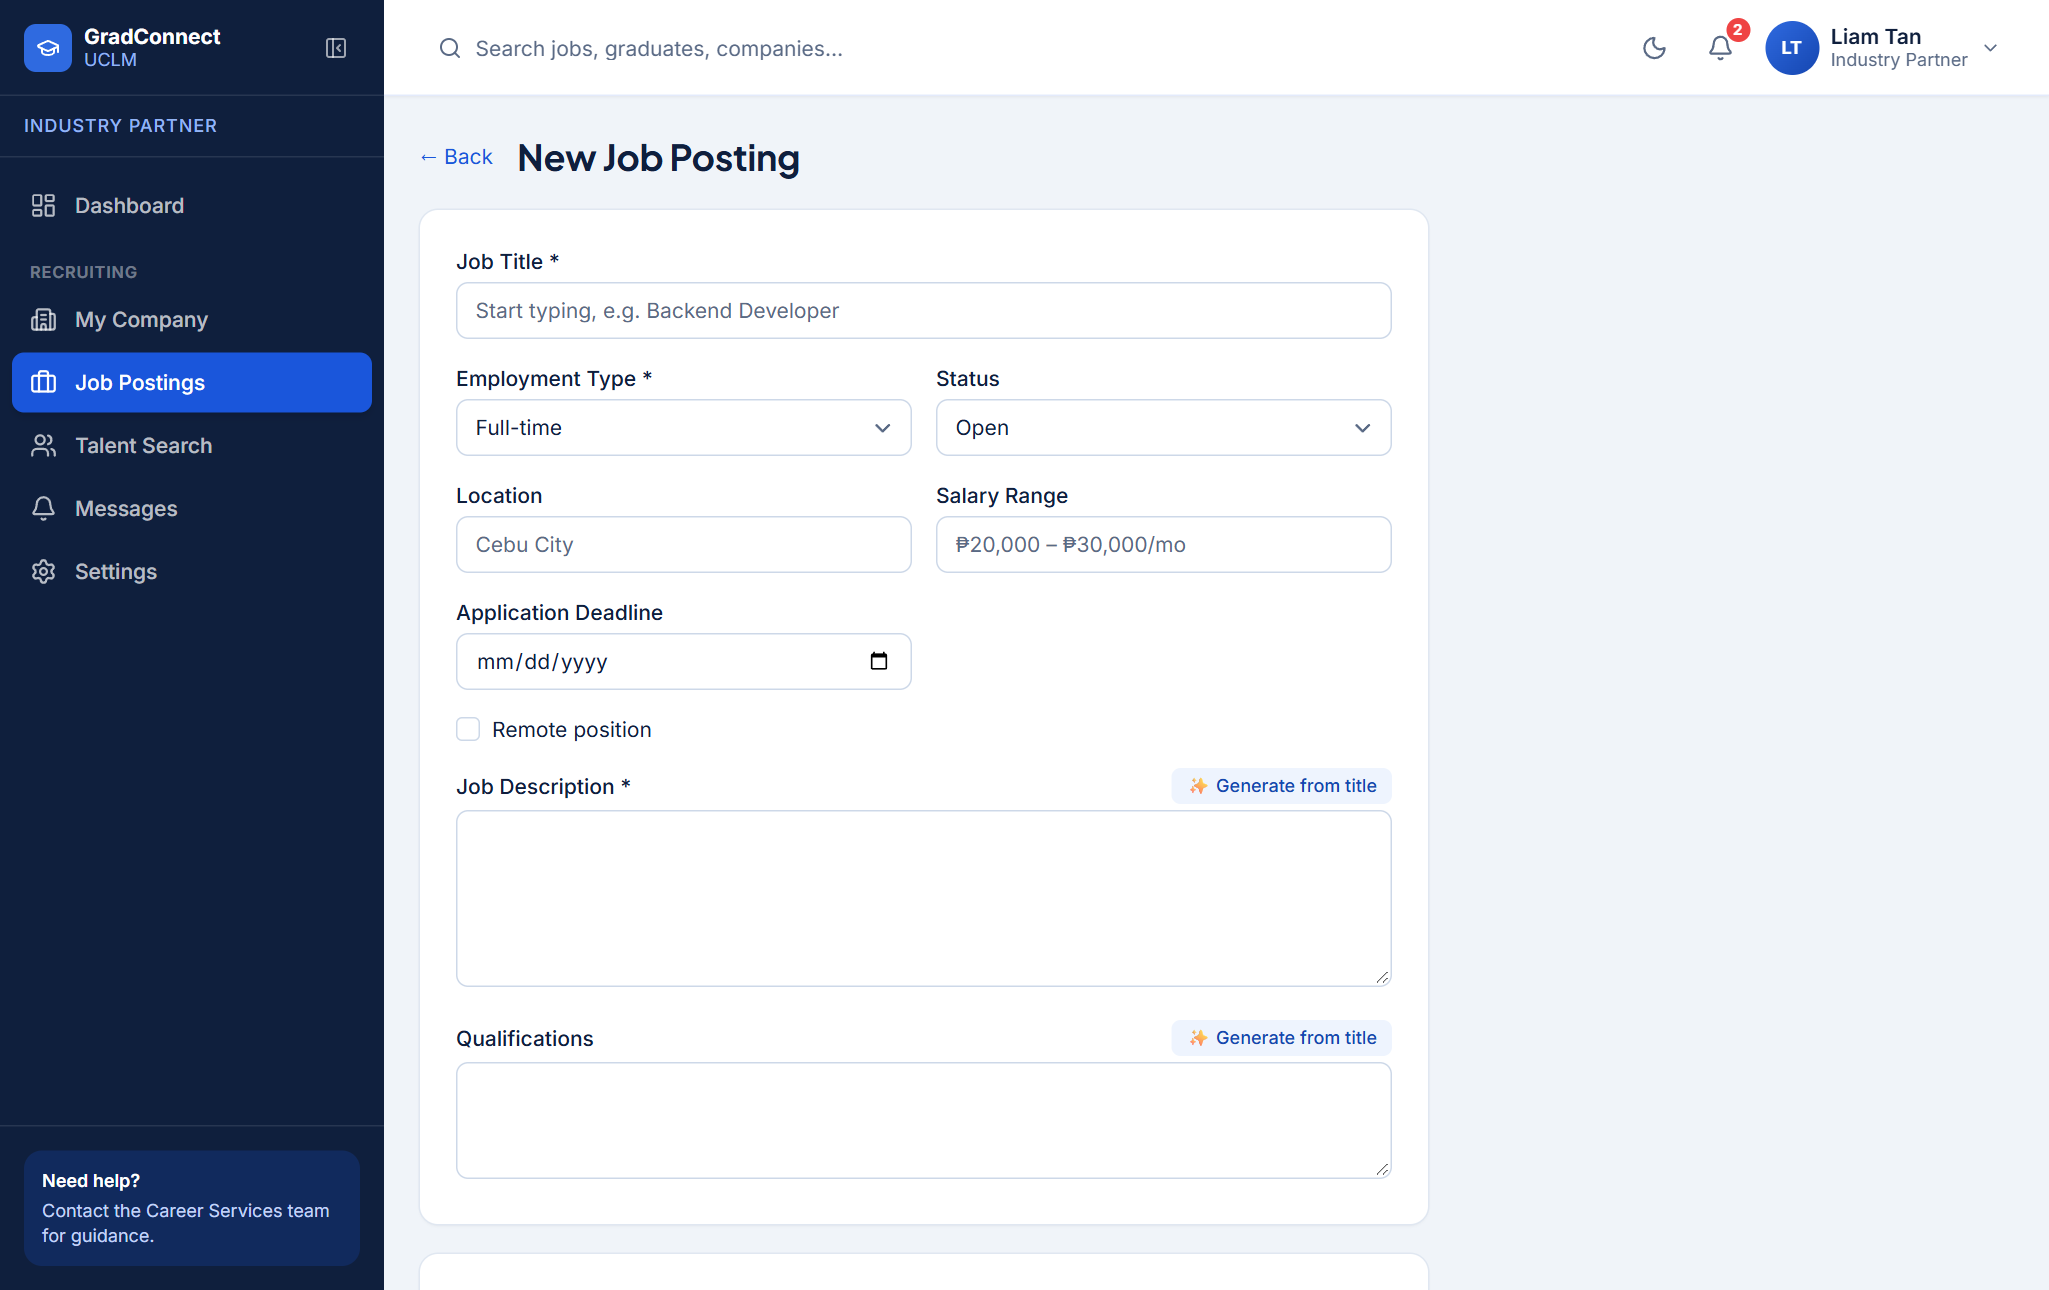 GradConnect
UCLM
INDUSTRY PARTNER
Dashboard
RECRUITING
My Company
Job Postings
Talent Search
Messages
Settings
Need help?
Contact the Career Services team
for guidance.
Search jobs, graduates, companies...
2
LT
Liam Tan
Industry Partner
← Back
New Job Posting
Job Title *
Start typing, e.g. Backend Developer
Employment Type *
Full-time
Status
Open
Location
Cebu City
Salary Range
₱20,000 – ₱30,000/mo
Application Deadline
mm/dd/yyyy
Remote position
Job Description *
✨ Generate from title
Qualifications
✨ Generate from title